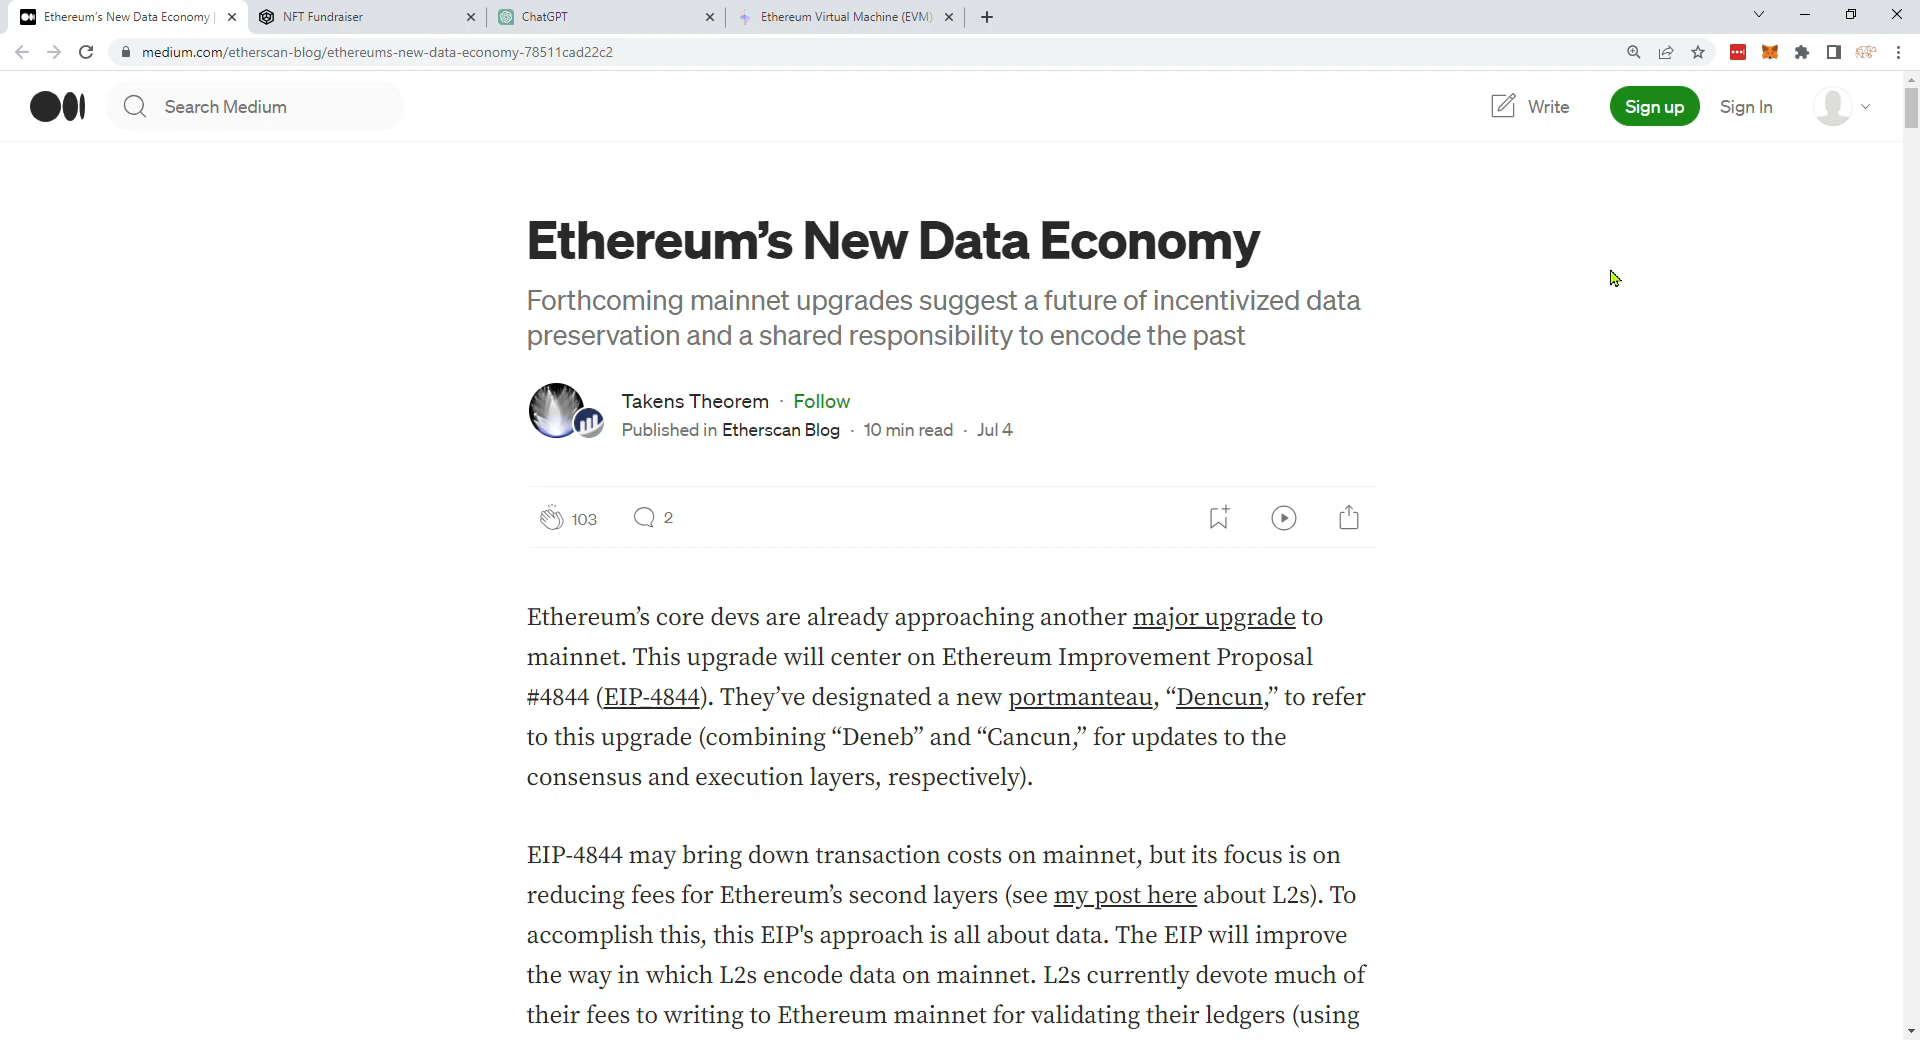 Ethereum's New Data Economy
NFT Fundraiser
ChatGPT
Ethereum Virtual Machine (EVM)
medium.com/etherscan-blog/ethereums-new-data-economy-78511cad22c2
Search Medium
Write
Sign up
Sign In
Ethereum’s New Data Economy
Forthcoming mainnet upgrades suggest a future of incentivized data
preservation and a shared responsibility to encode the past
Takens Theorem · Follow
Published in Etherscan Blog · 10 min read · Jul 4
103
2
Ethereum’s core devs are already approaching another major upgrade to
mainnet. This upgrade will center on Ethereum Improvement Proposal
#4844 (EIP-4844). They’ve designated a new portmanteau, “Dencun,” to refer
to this upgrade (combining “Deneb” and “Cancun,” for updates to the
consensus and execution layers, respectively).
EIP-4844 may bring down transaction costs on mainnet, but its focus is on
reducing fees for Ethereum’s second layers (see my post here about L2s). To
accomplish this, this EIP's approach is all about data. The EIP will improve
the way in which L2s encode data on mainnet. L2s currently devote much of
their fees to writing to Ethereum mainnet for validating their ledgers (using